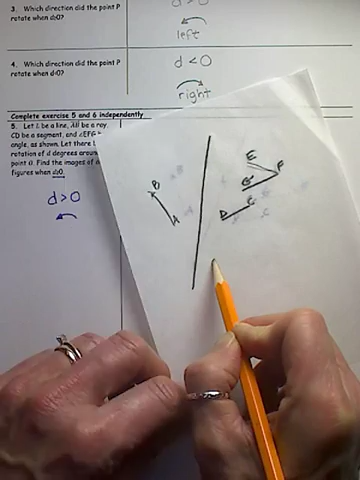 3. Which direction did the point P
rotate when d>0?
left
4. Which direction did the point P
rotate when d<0?
d < 0
right
Complete exercise 5 and 6 independently
5. Let L be a line, AB be a ray,
CD be a segment, and ∠EFG
angle, as shown. Let there
rotation of d degrees around
point O. Find the images of
figures when d>0.
d > 0
B
A
E
F
G
D
C